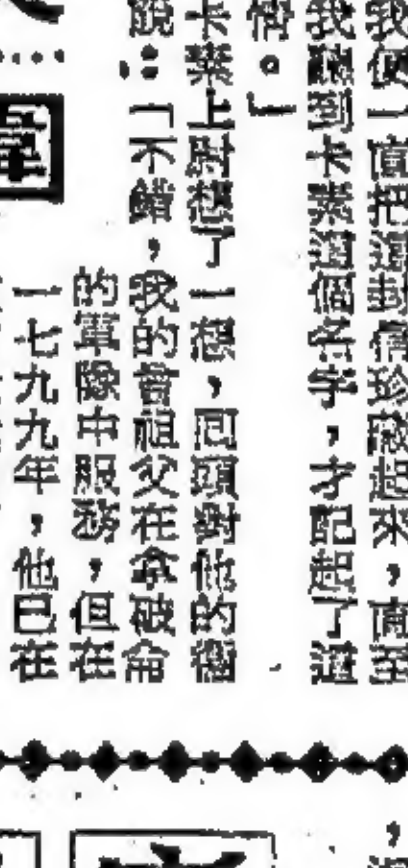 我便一直把這封信珍藏起來，直至
我聽到卡素這個名字，才記起了這
情。」
卡素上尉想了一想，回頭對他的
說：「不錯，我的曾祖父在拿破侖
的軍隊中服務，但在
一七九九年，他已在